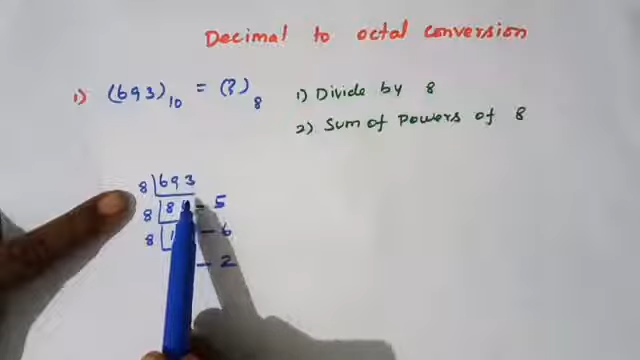 Decimal to octal conversion
1) (693)10 = (?)8
1) Divide by 8
2) Sum of Powers of 8
8 693
8 8 - 5
8 1 - 6
- 2